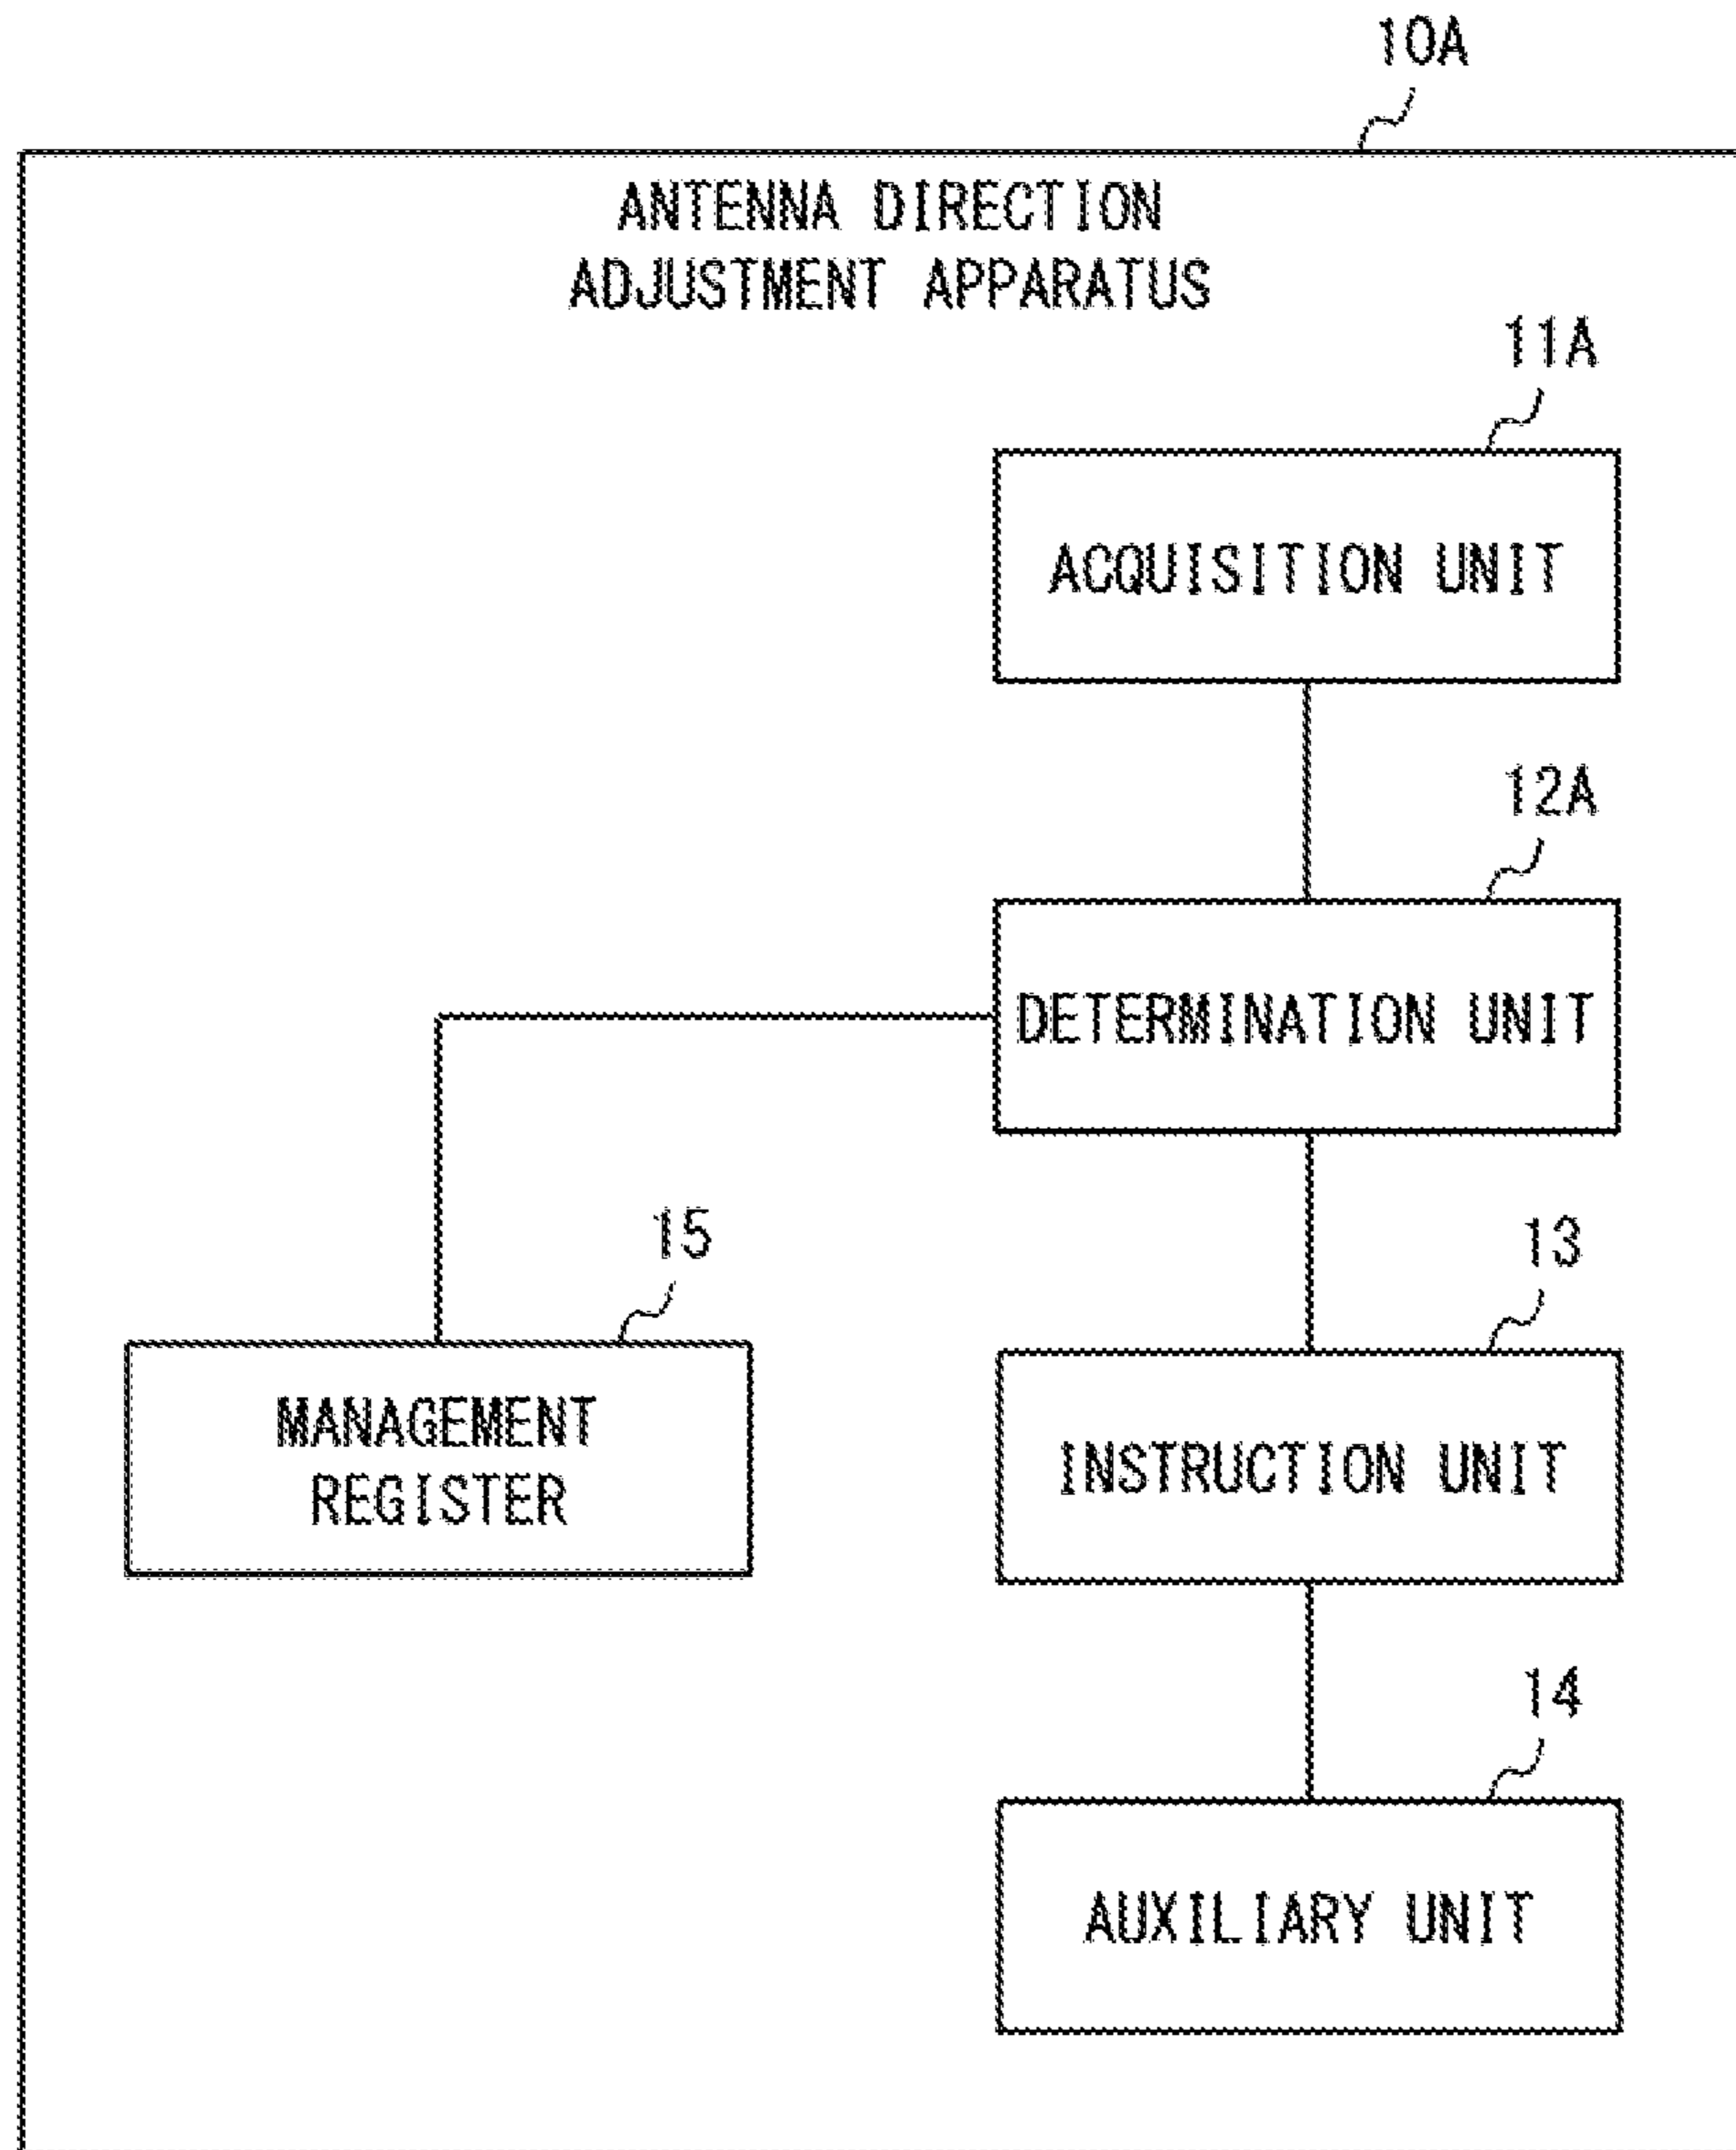 10A
ANTENNA DIRECTION
ADJUSTMENT APPARATUS
11A
ACQUISITION UNIT
12A
DETERMINATION UNIT
15
MANAGEMENT
REGISTER
13
INSTRUCTION UNIT
14
AUXILIARY UNIT